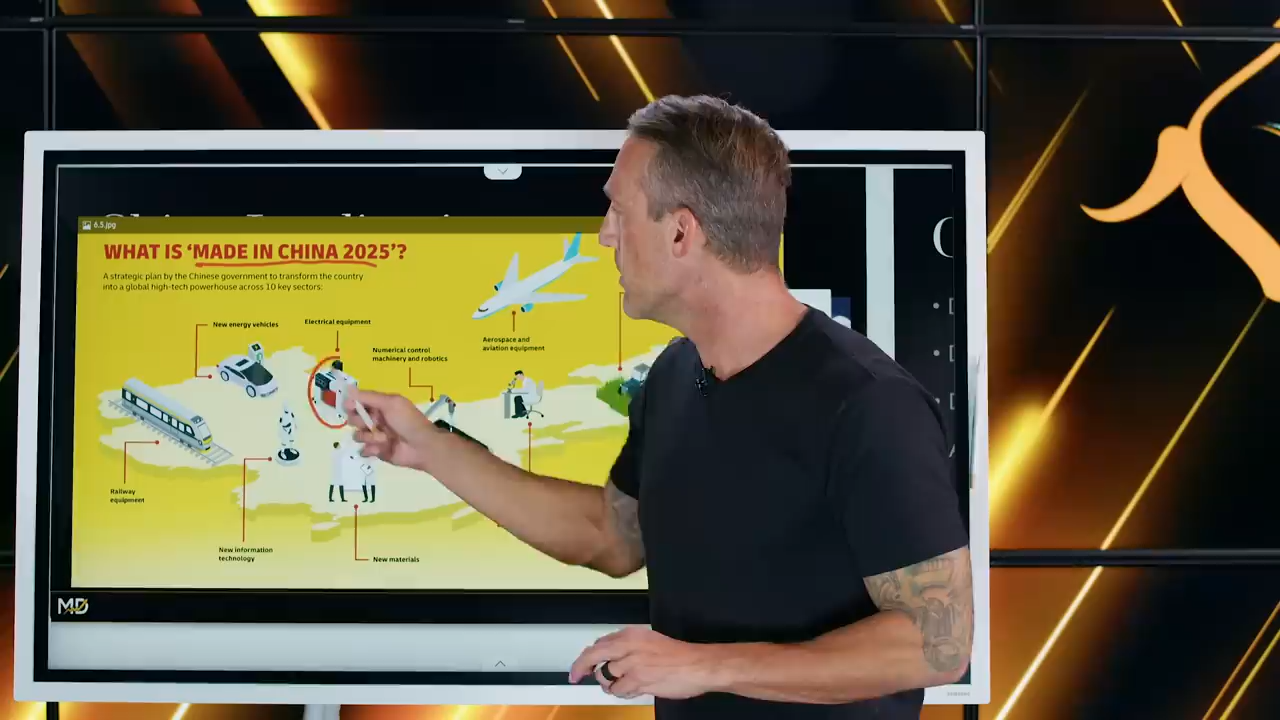 6.5.jpg
WHAT IS ‘MADE IN CHINA 2025’?
A strategic plan by the Chinese government to transform the country
into a global high-tech powerhouse across 10 key sectors:
New energy vehicles
Electrical equipment
Numerical control
machinery and robotics
Aerospace and
aviation equipment
Railway
equipment
New information
technology
New materials
MD
SAMSUNG